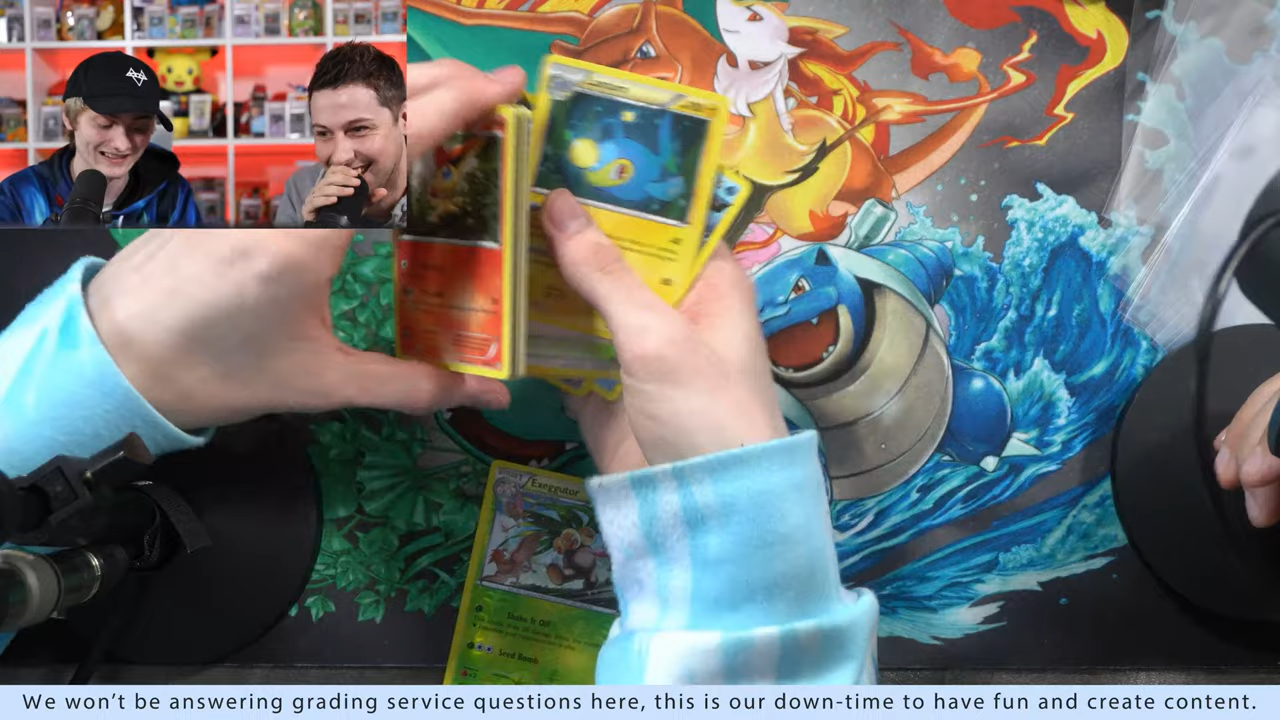 Exeggutor
Shake It Off
Seed Bomb
We won't be answering grading service questions here, this is our down-time to have fun and create content.